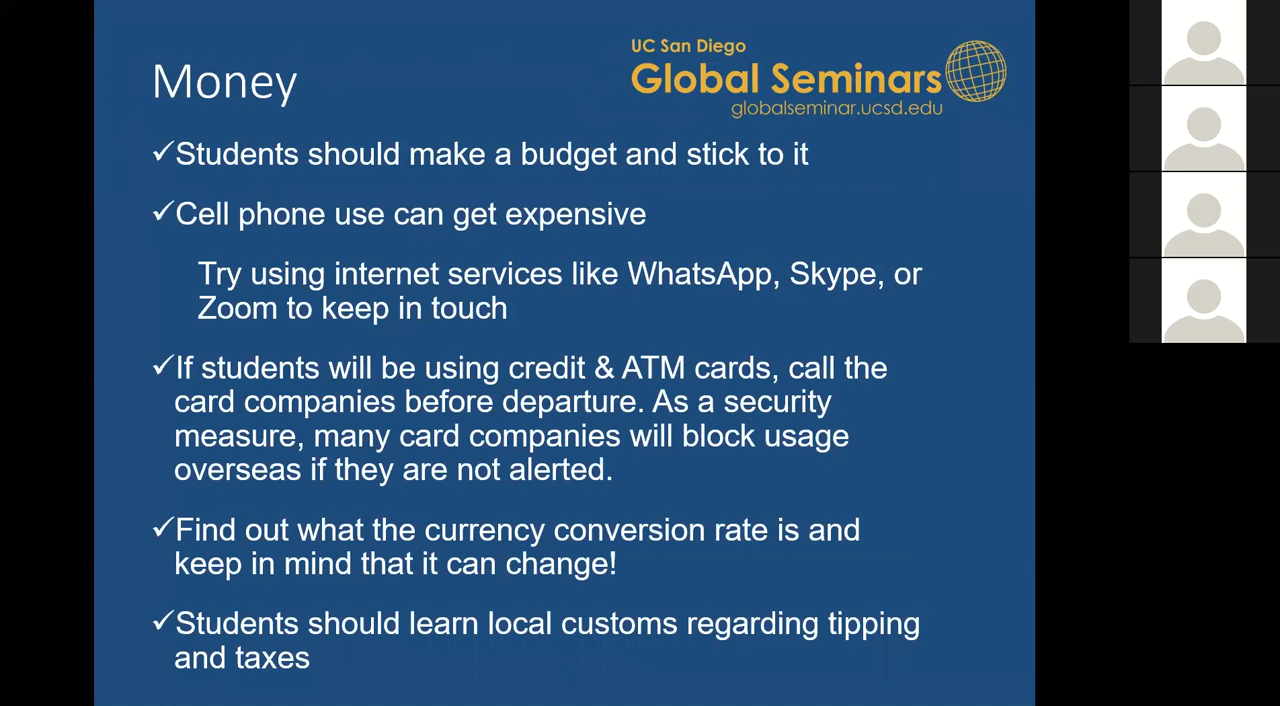 UC San Diego
Global Seminars
globalseminar.ucsd.edu
Money
✓Students should make a budget and stick to it
✓Cell phone use can get expensive
Try using internet services like WhatsApp, Skype, or
Zoom to keep in touch
✓If students will be using credit & ATM cards, call the
card companies before departure. As a security
measure, many card companies will block usage
overseas if they are not alerted.
✓Find out what the currency conversion rate is and
keep in mind that it can change!
✓Students should learn local customs regarding tipping
and taxes